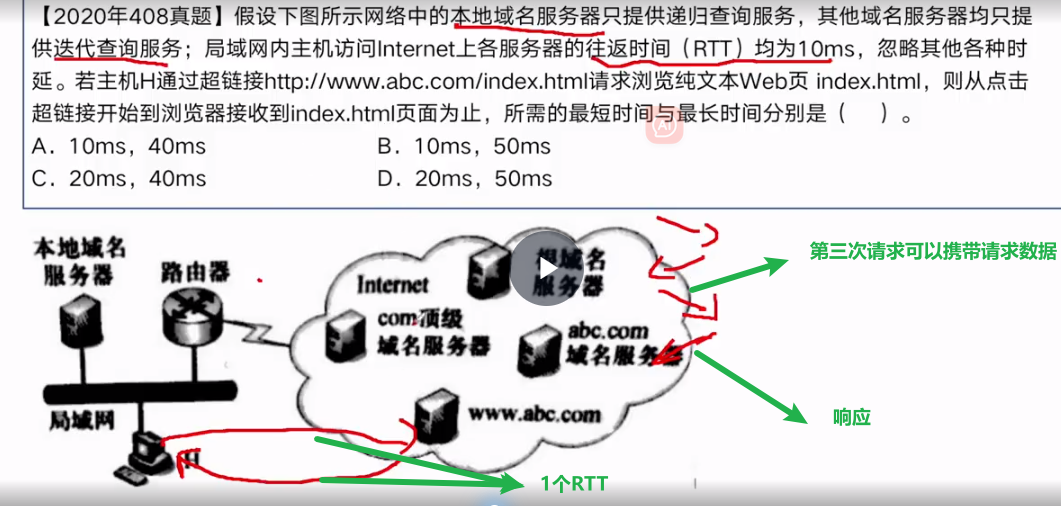 【2020年408真题】假设下图所示网络中的本地域名服务器只提供递归查询服务，其他域名服务器均只提
供迭代查询服务；局域网内主机访问Internet上各服务器的往返时间（RTT）均为10ms，忽略其他各种时
延。若主机H通过超链接http://www.abc.com/index.html请求浏览纯文本Web页 index.html，则从点击
超链接开始到浏览器接收到index.html页面为止，所需的最短时间与最长时间分别是（    ）。
Ai
A．10ms，40ms    B．10ms，50ms
C．20ms，40ms    D．20ms，50ms
本地域名
服务器
路由器
Internet
根域名
服务器
com顶级
域名服务器
abc.com
域名服务器
www.abc.com
局域网
H
第三次请求可以携带请求数据
响应
1个RTT